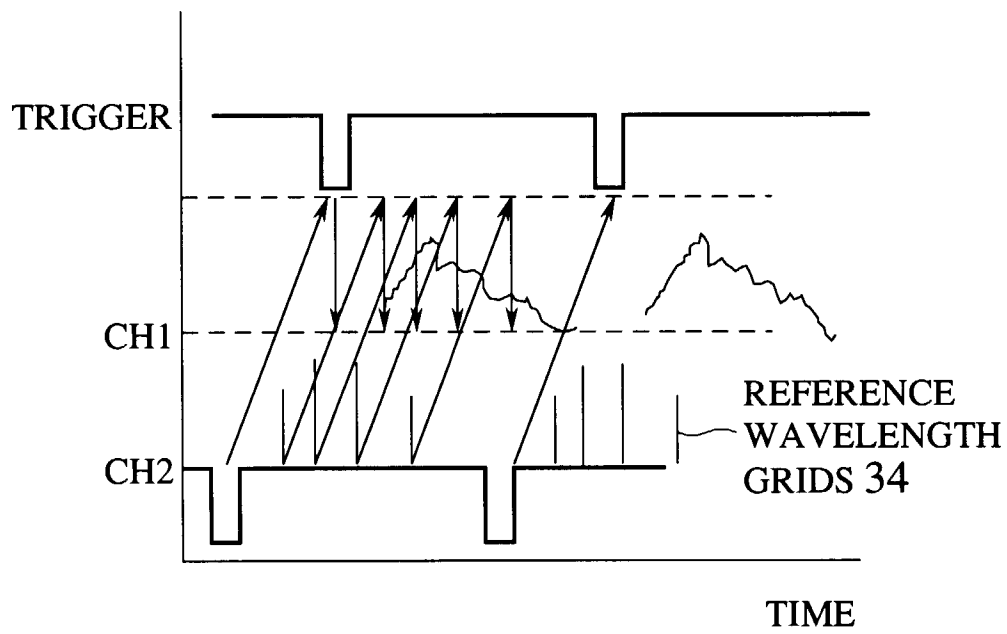 TRIGGER
CH1
CH2
REFERENCE
WAVELENGTH
GRIDS 34
TIME